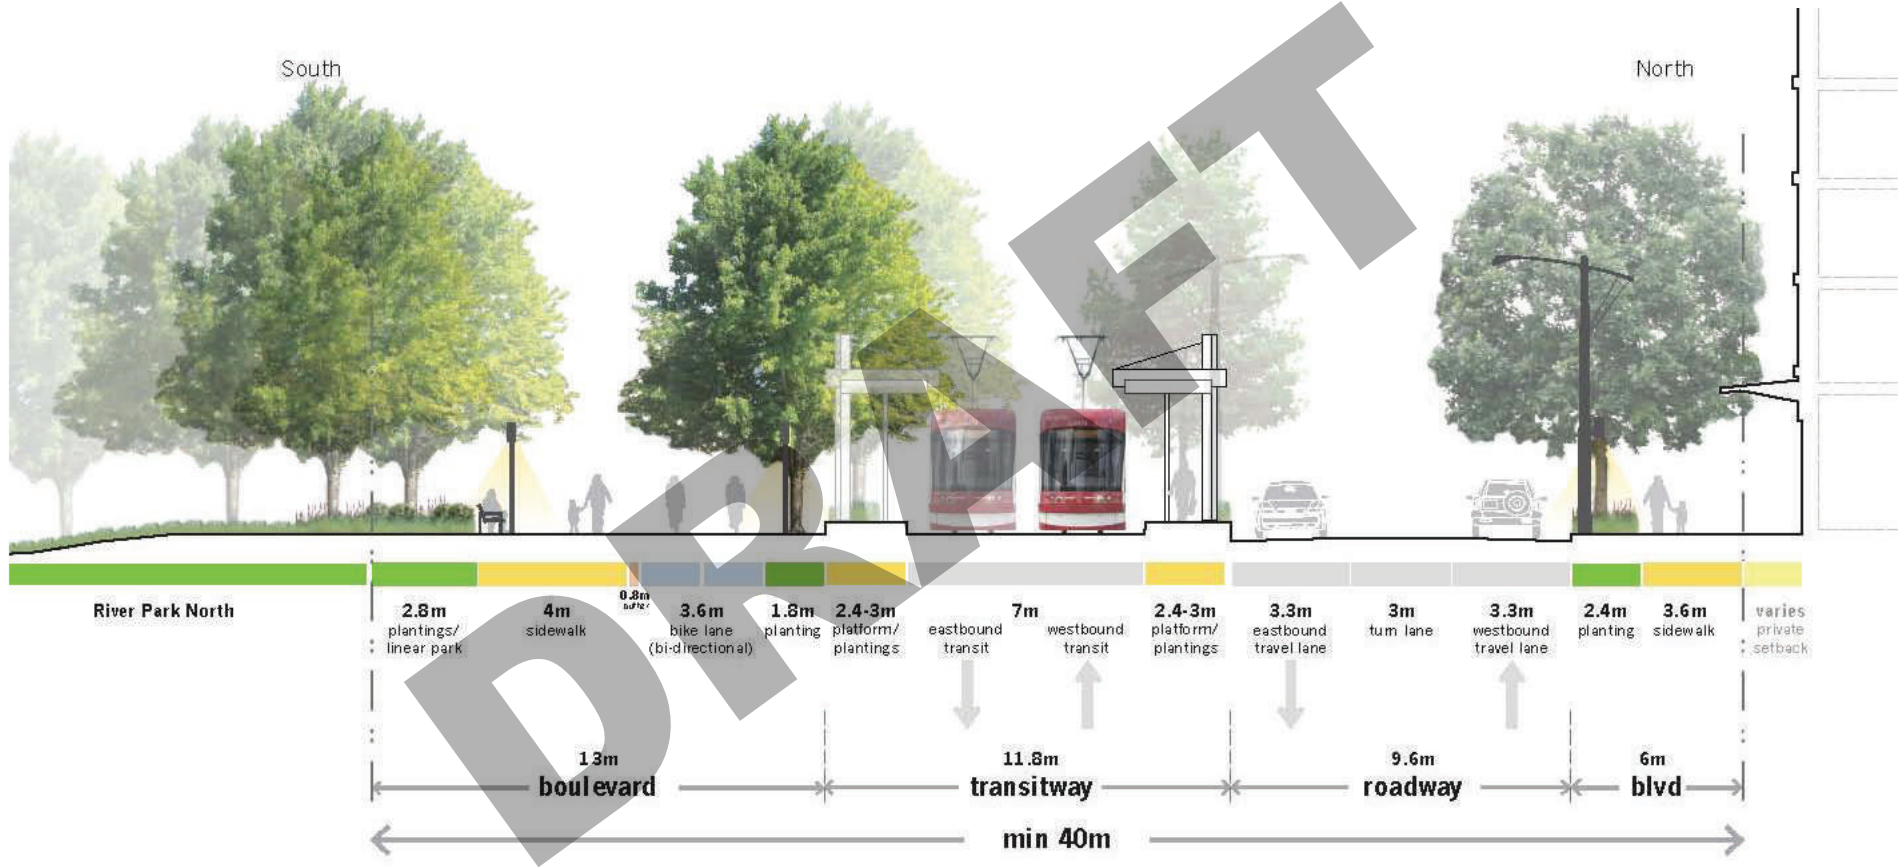 South
North
DRAFT
River Park North
2.8m
plantings/
linear park
4m
sidewalk
0.8m
buffer
3.6m
bike lane
(bi-directional)
1.8m
planting
2.4-3m
platform/
plantings
7m
eastbound
transit
westbound
transit
2.4-3m
platform/
plantings
3.3m
eastbound
travel lane
3m
turn lane
3.3m
westbound
travel lane
2.4m
planting
3.6m
sidewalk
varies
private
setback
13m
boulevard
11.8m
transitway
9.6m
roadway
6m
blvd
min 40m